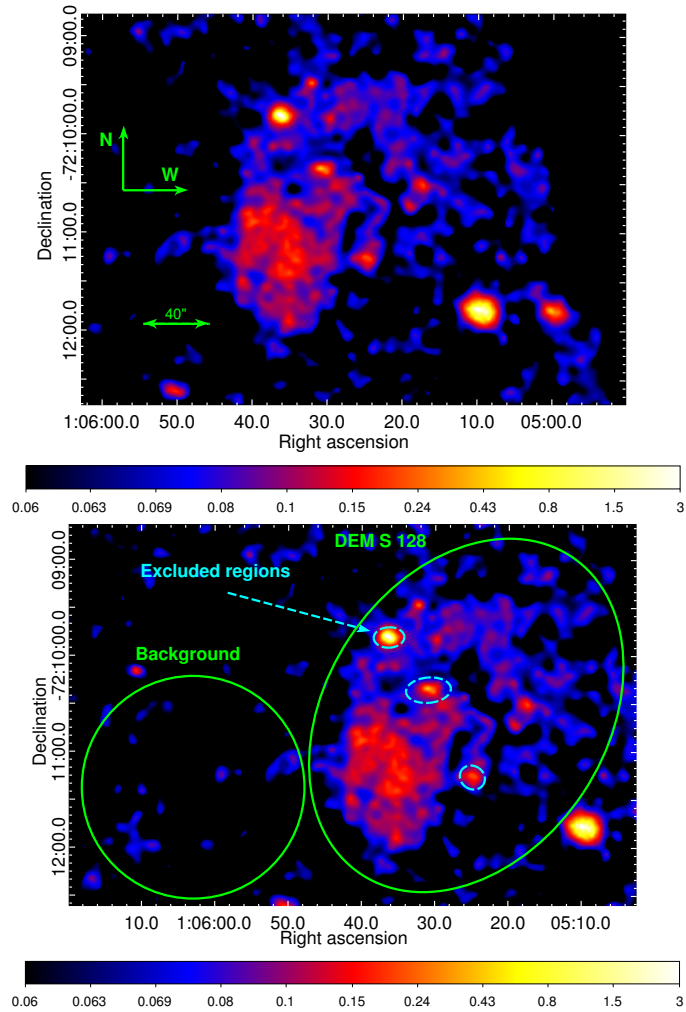 09:00.0
-72:10:00.0
11:00.0
12:00.0
Declination
N
W
40"
1:06:00.0 50.0 40.0 30.0 20.0 10.0 05:00.0
Right ascension
0.06 0.063 0.069 0.08 0.1 0.15 0.24 0.43 0.8 1.5 3
DEM S 128
Excluded regions
Background
09:00.0
-72:10:00.0
11:00.0
12:00.0
Declination
10.0 1:06:00.0 50.0 40.0 30.0 20.0 05:10.0
Right ascension
0.06 0.063 0.069 0.08 0.1 0.15 0.24 0.43 0.8 1.5 3